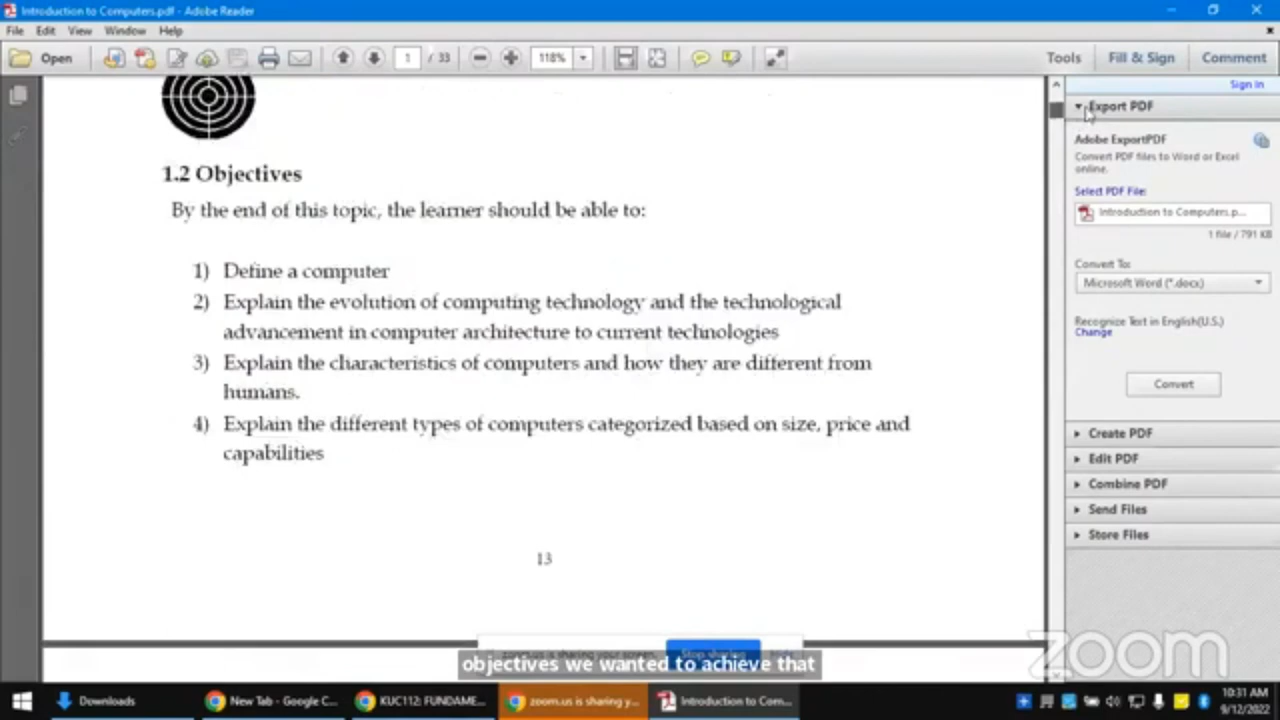 Introduction to Computers.pdf - Adobe Reader
File Edit View Window Help
Open 1 / 33 118% Tools Fill & Sign Comment
Sign In
Export PDF
Adobe ExportPDF
Convert PDF files to Word or Excel
online.
Select PDF File:
Introduction to Computers.p...
1 file / 791 KB
Convert To:
Microsoft Word (*.docx)
Recognize Text in English(U.S.)
Change
Convert
Create PDF
Edit PDF
Combine PDF
Send Files
Store Files
1.2 Objectives
By the end of this topic, the learner should be able to:
1) Define a computer
2) Explain the evolution of computing technology and the technological
advancement in computer architecture to current technologies
3) Explain the characteristics of computers and how they are different from
humans.
4) Explain the different types of computers categorized based on size, price and
capabilities
13
zoom.us is sharing your screen. Stop sharing
objectives we wanted to achieve that
zoom
Downloads New Tab - Google C... KUC112: FUNDAME... zoom.us is sharing y... Introduction to Com...
10:31 AM
9/12/2022